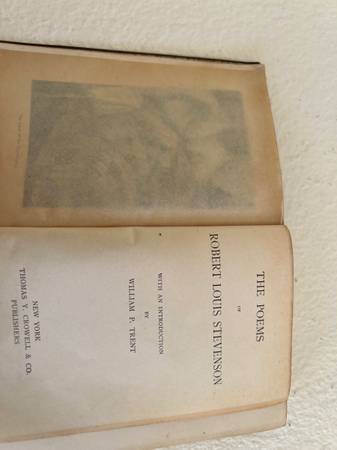 THE POEMS
OF
ROBERT LOUIS STEVENSON
WITH AN INTRODUCTION
BY
WILLIAM P. TRENT
NEW YORK
THOMAS Y. CROWELL & CO.
PUBLISHERS